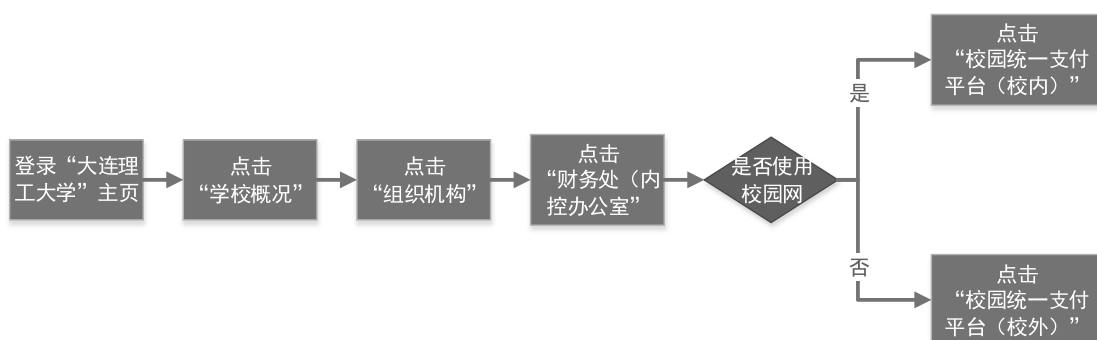 登录“大连理
工大学”主页
点击
“学校概况”
点击
“组织机构”
点击
“财务处（内
控办公室”
是否使用
校园网
是
点击
“校园统一支付
平台（校内）”
否
点击
“校园统一支付
平台（校外）”